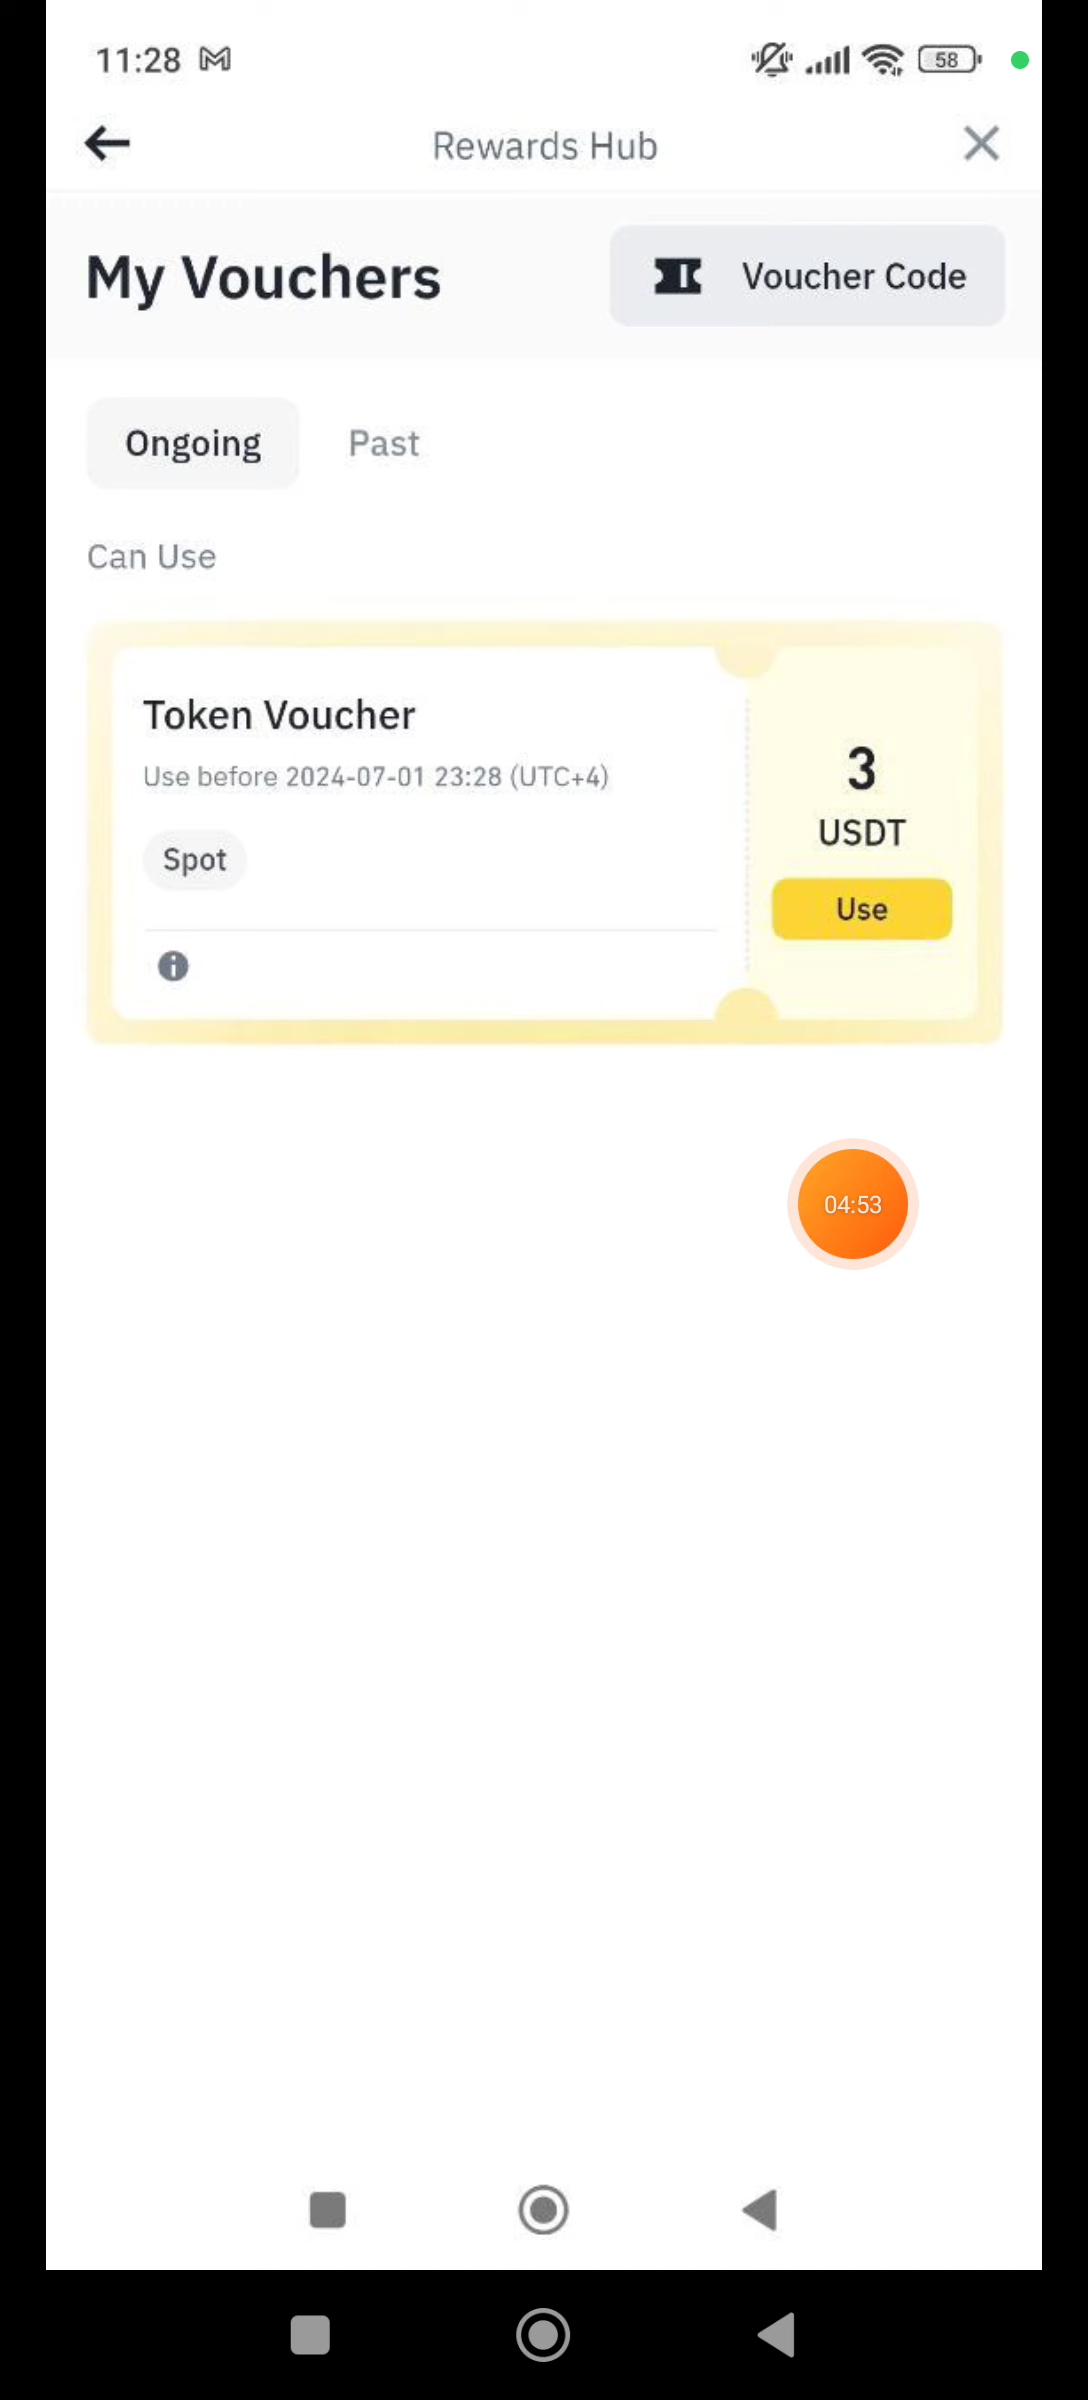 11:28
58
Rewards Hub
My Vouchers
Voucher Code
Ongoing
Past
Can Use
Token Voucher
Use before 2024-07-01 23:28 (UTC+4)
Spot
3
USDT
Use
04:53